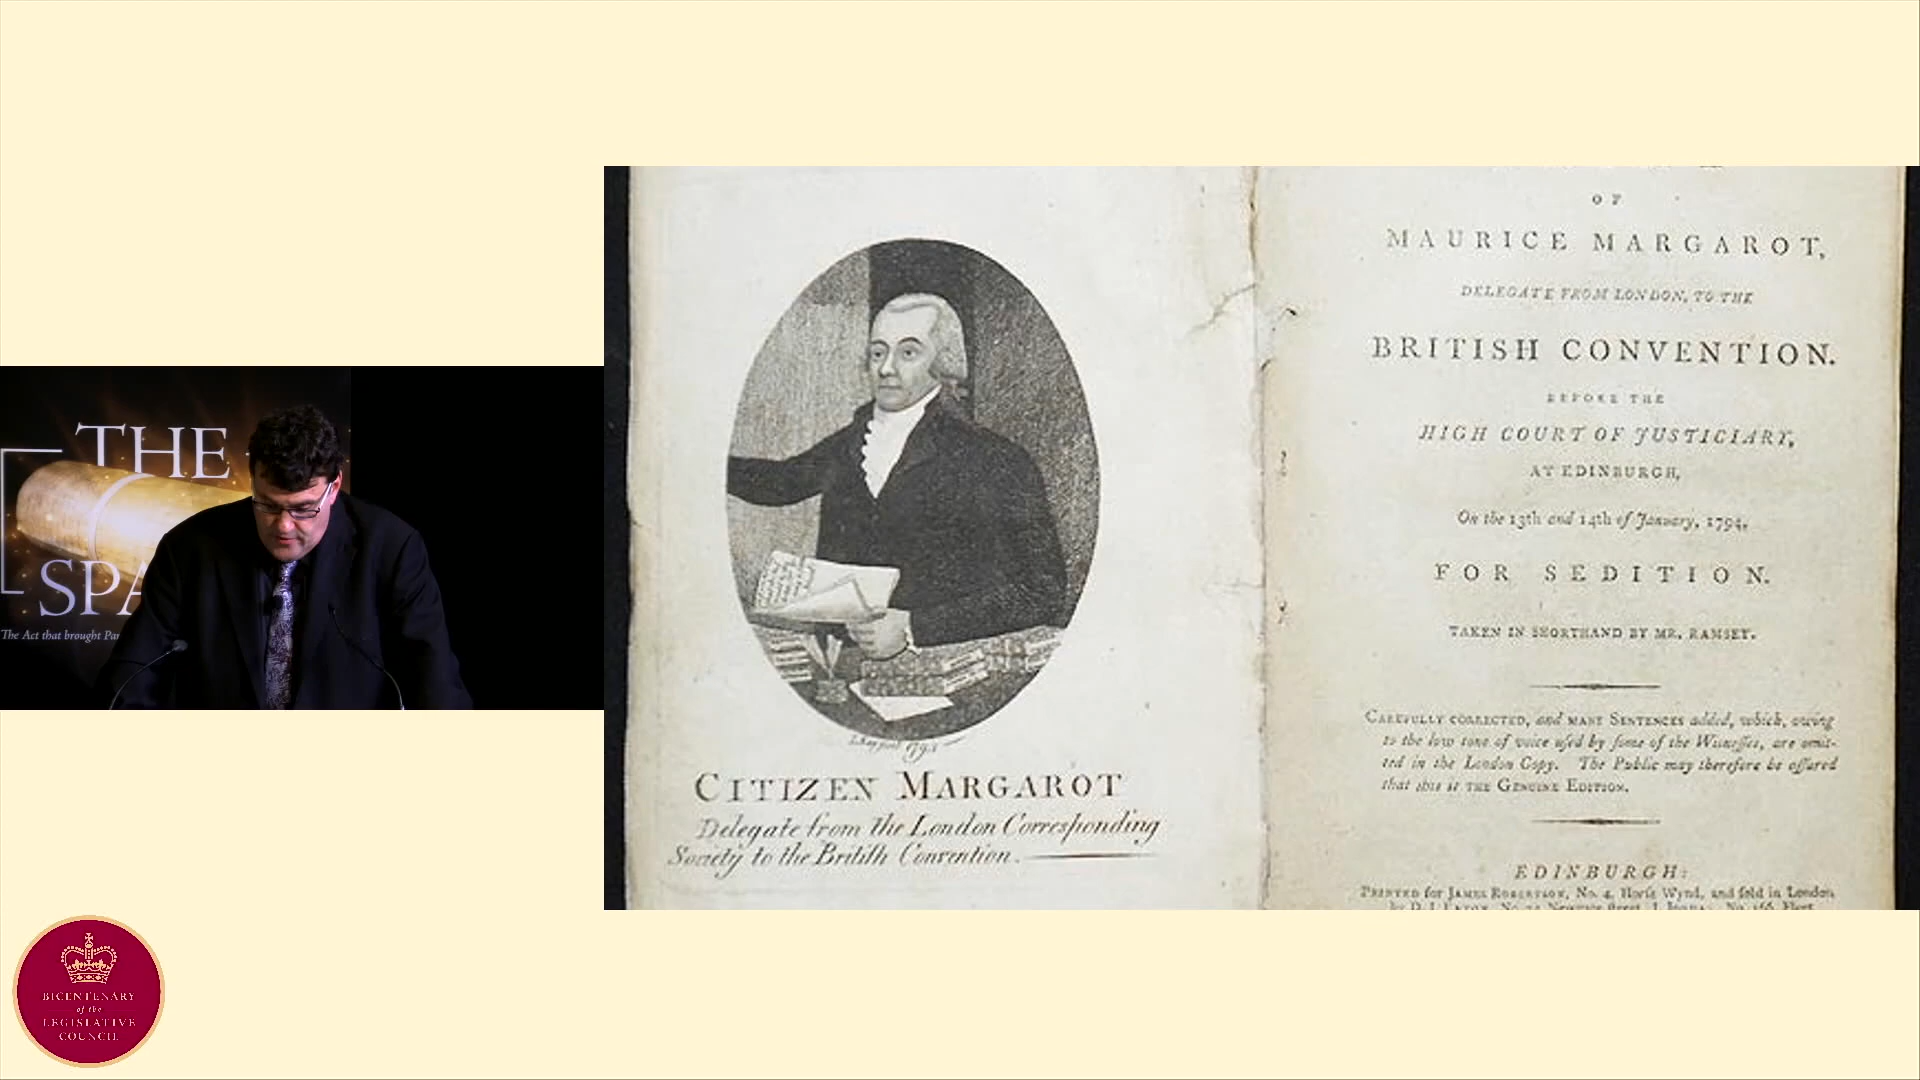 THE
SPA
The Act that brought Par
BICENTENARY
of the
LEGISLATIVE
COUNCIL
1794
CITIZEN MARGAROT
Delegate from the London Corresponding
Society to the British Convention.
OF
MAURICE MARGAROT,
DELEGATE FROM LONDON, TO THE
BRITISH CONVENTION.
BEFORE THE
HIGH COURT OF JUSTICIARY,
AT EDINBURGH,
On the 13th and 14th of January, 1794,
FOR SEDITION.
TAKEN IN SHORTHAND BY MR. RAMSEY.
CAREFULLY CORRECTED, and MANY SENTENCES added, which, owing
to the low tone of voice uſed by ſome of the Witneſſes, are omit-
ted in the London Copy. The Public may therefore be aſſured
that this is THE GENUINE EDITION.
EDINBURGH:
PRINTED for JAMES ROBERTSON, No. 4, Horſe Wynd, and ſold in London